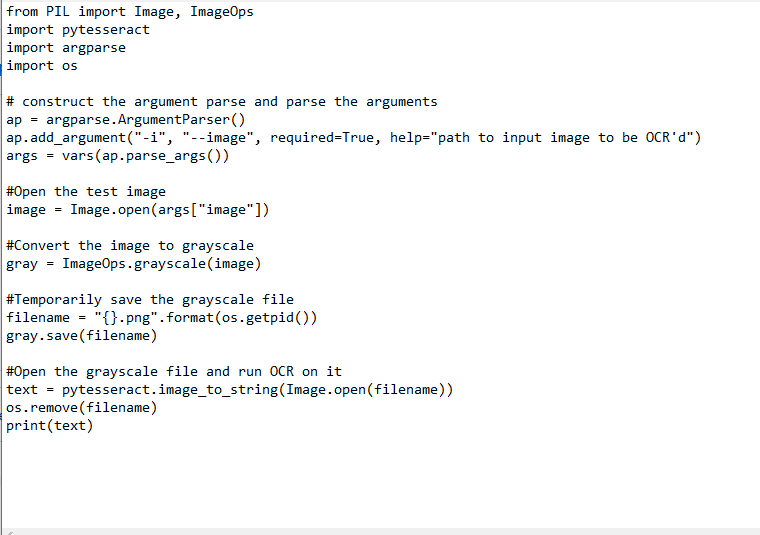 from PIL import Image, ImageOps
import pytesseract
import argparse
import os

# construct the argument parse and parse the arguments
ap = argparse.ArgumentParser()
ap.add_argument("-i", "--image", required=True, help="path to input image to be OCR'd")
args = vars(ap.parse_args())

#Open the test image
image = Image.open(args["image"])

#Convert the image to grayscale
gray = ImageOps.grayscale(image)

#Temporarily save the grayscale file
filename = "{}.png".format(os.getpid())
gray.save(filename)

#Open the grayscale file and run OCR on it
text = pytesseract.image_to_string(Image.open(filename))
os.remove(filename)
print(text)